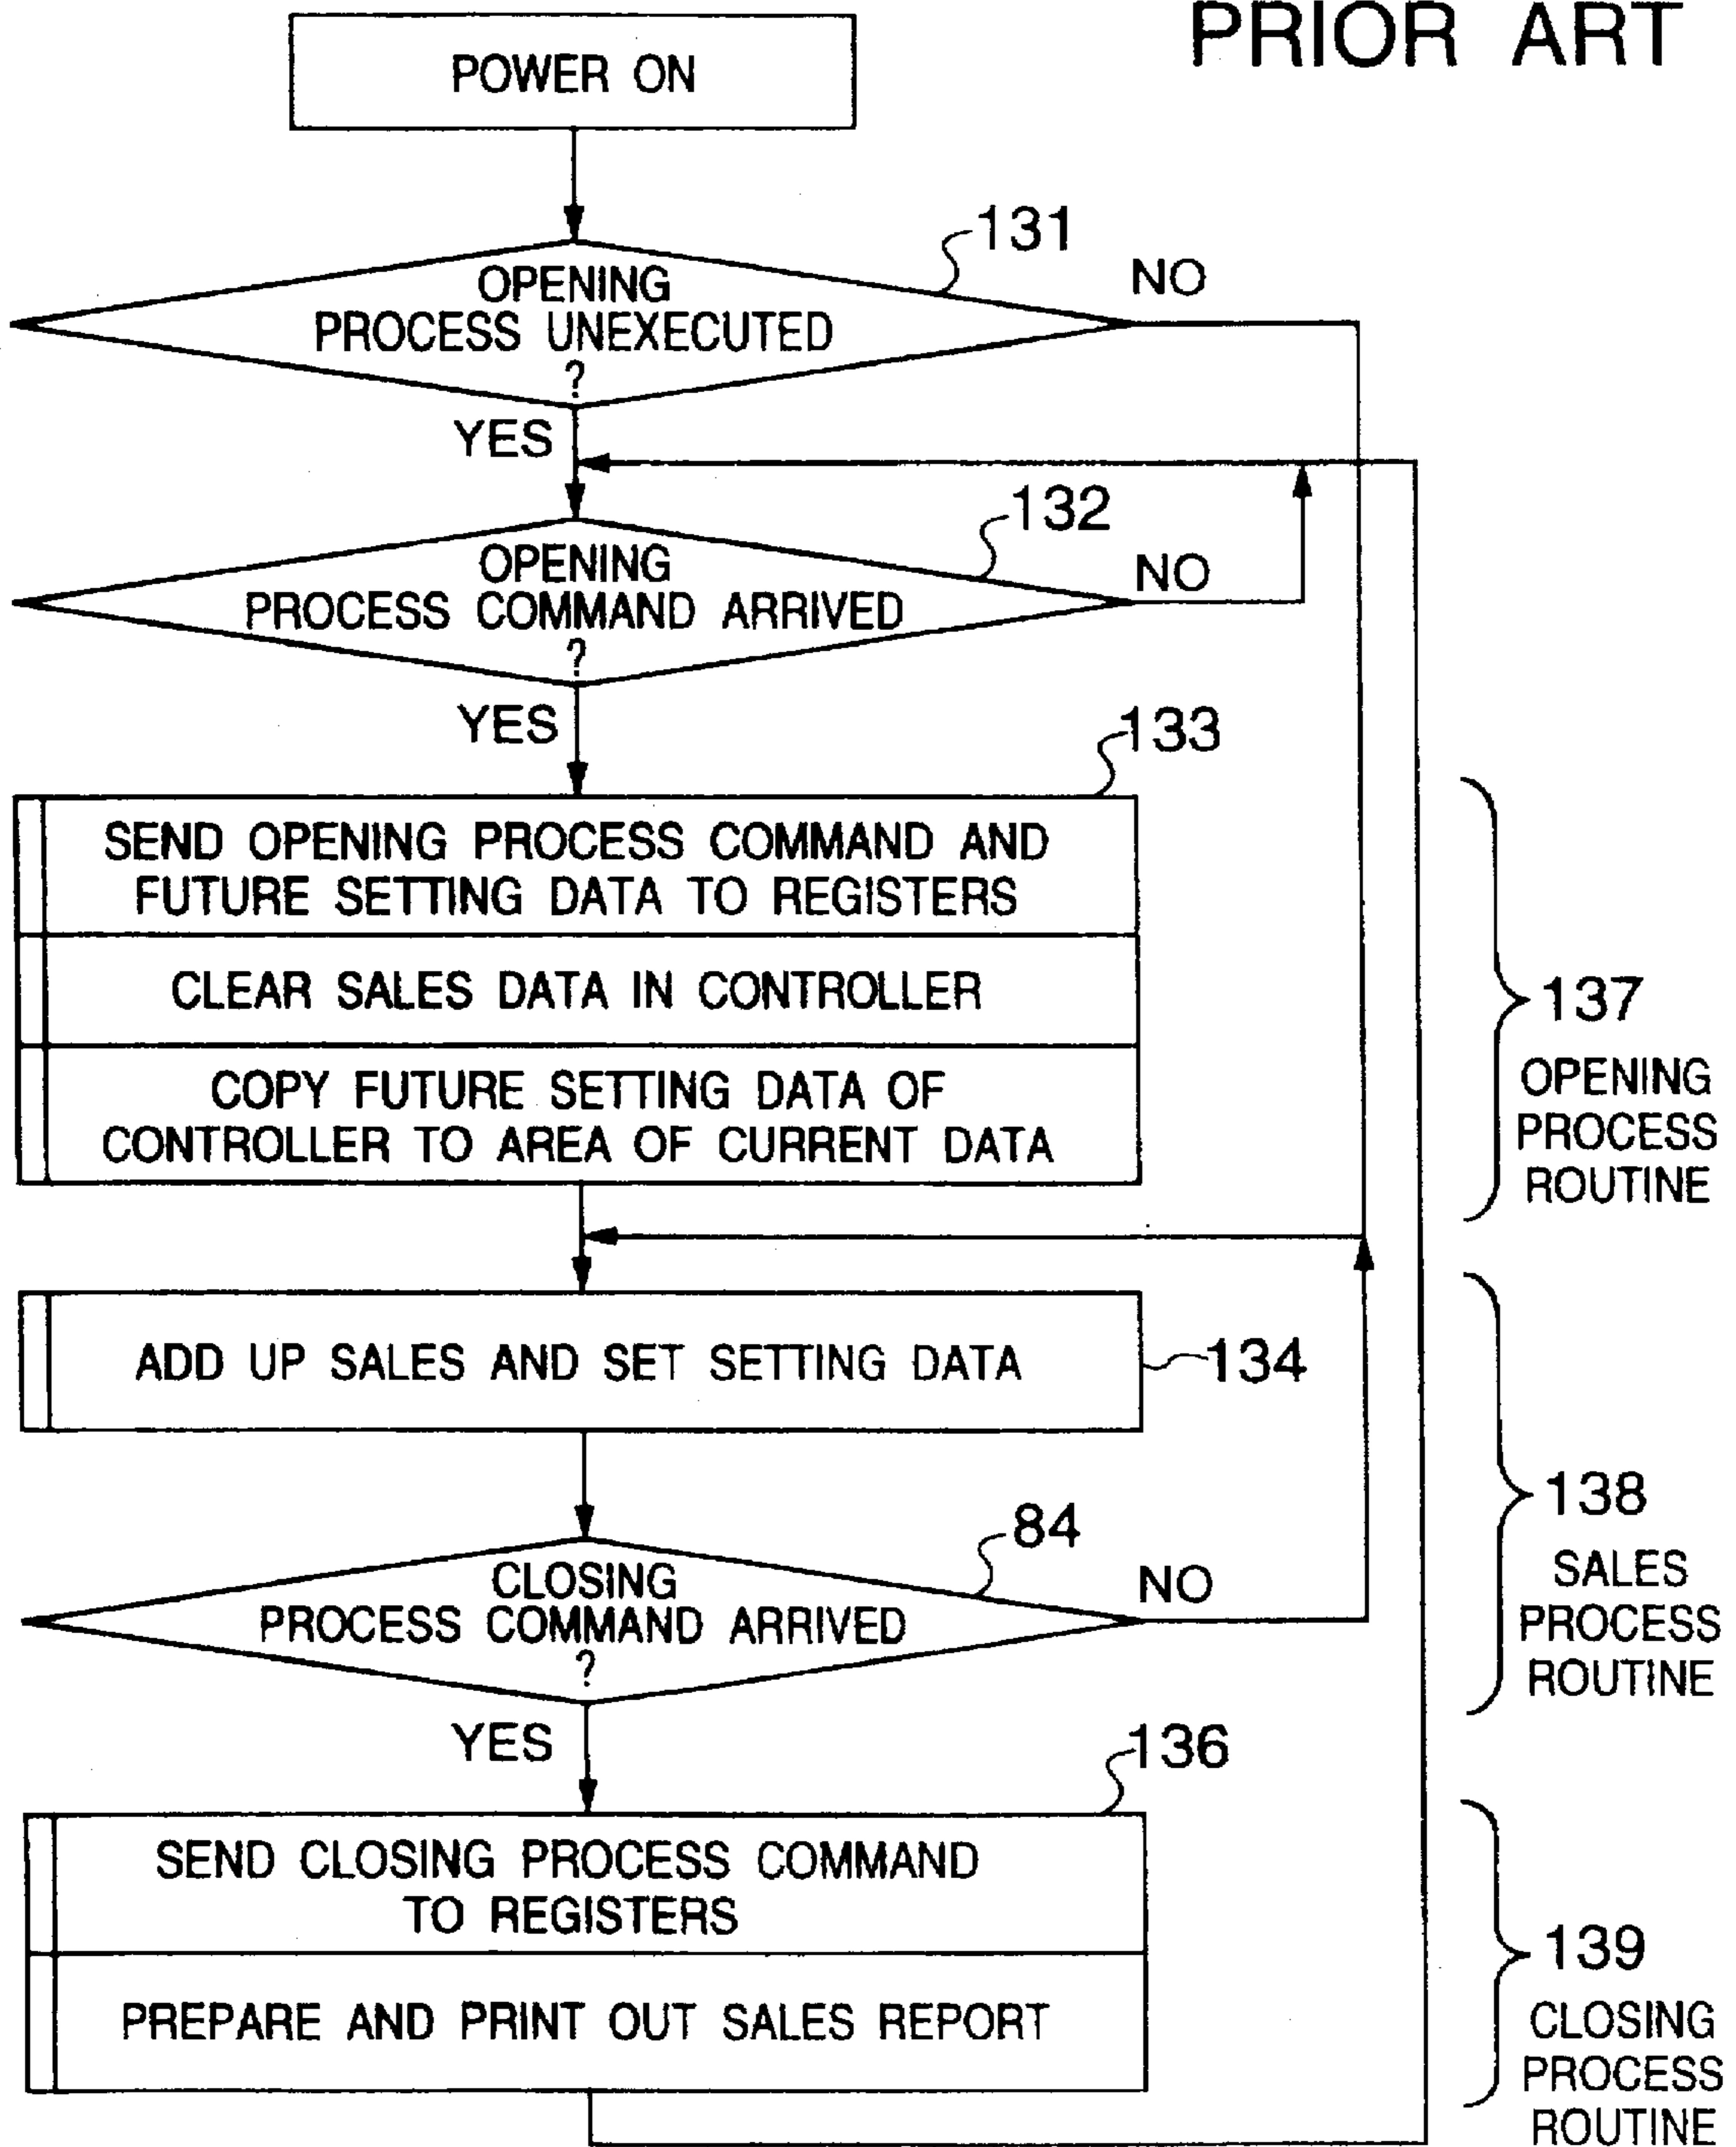 PRIOR ART
POWER ON
131
OPENING
PROCESS UNEXECUTED
?
NO
YES
132
OPENING
PROCESS COMMAND ARRIVED
?
NO
YES
133
SEND OPENING PROCESS COMMAND AND
FUTURE SETTING DATA TO REGISTERS
CLEAR SALES DATA IN CONTROLLER
COPY FUTURE SETTING DATA OF
CONTROLLER TO AREA OF CURRENT DATA
137
OPENING
PROCESS
ROUTINE
ADD UP SALES AND SET SETTING DATA
134
84
CLOSING
PROCESS COMMAND ARRIVED
?
NO
YES
138
SALES
PROCESS
ROUTINE
136
SEND CLOSING PROCESS COMMAND
TO REGISTERS
PREPARE AND PRINT OUT SALES REPORT
139
CLOSING
PROCESS
ROUTINE